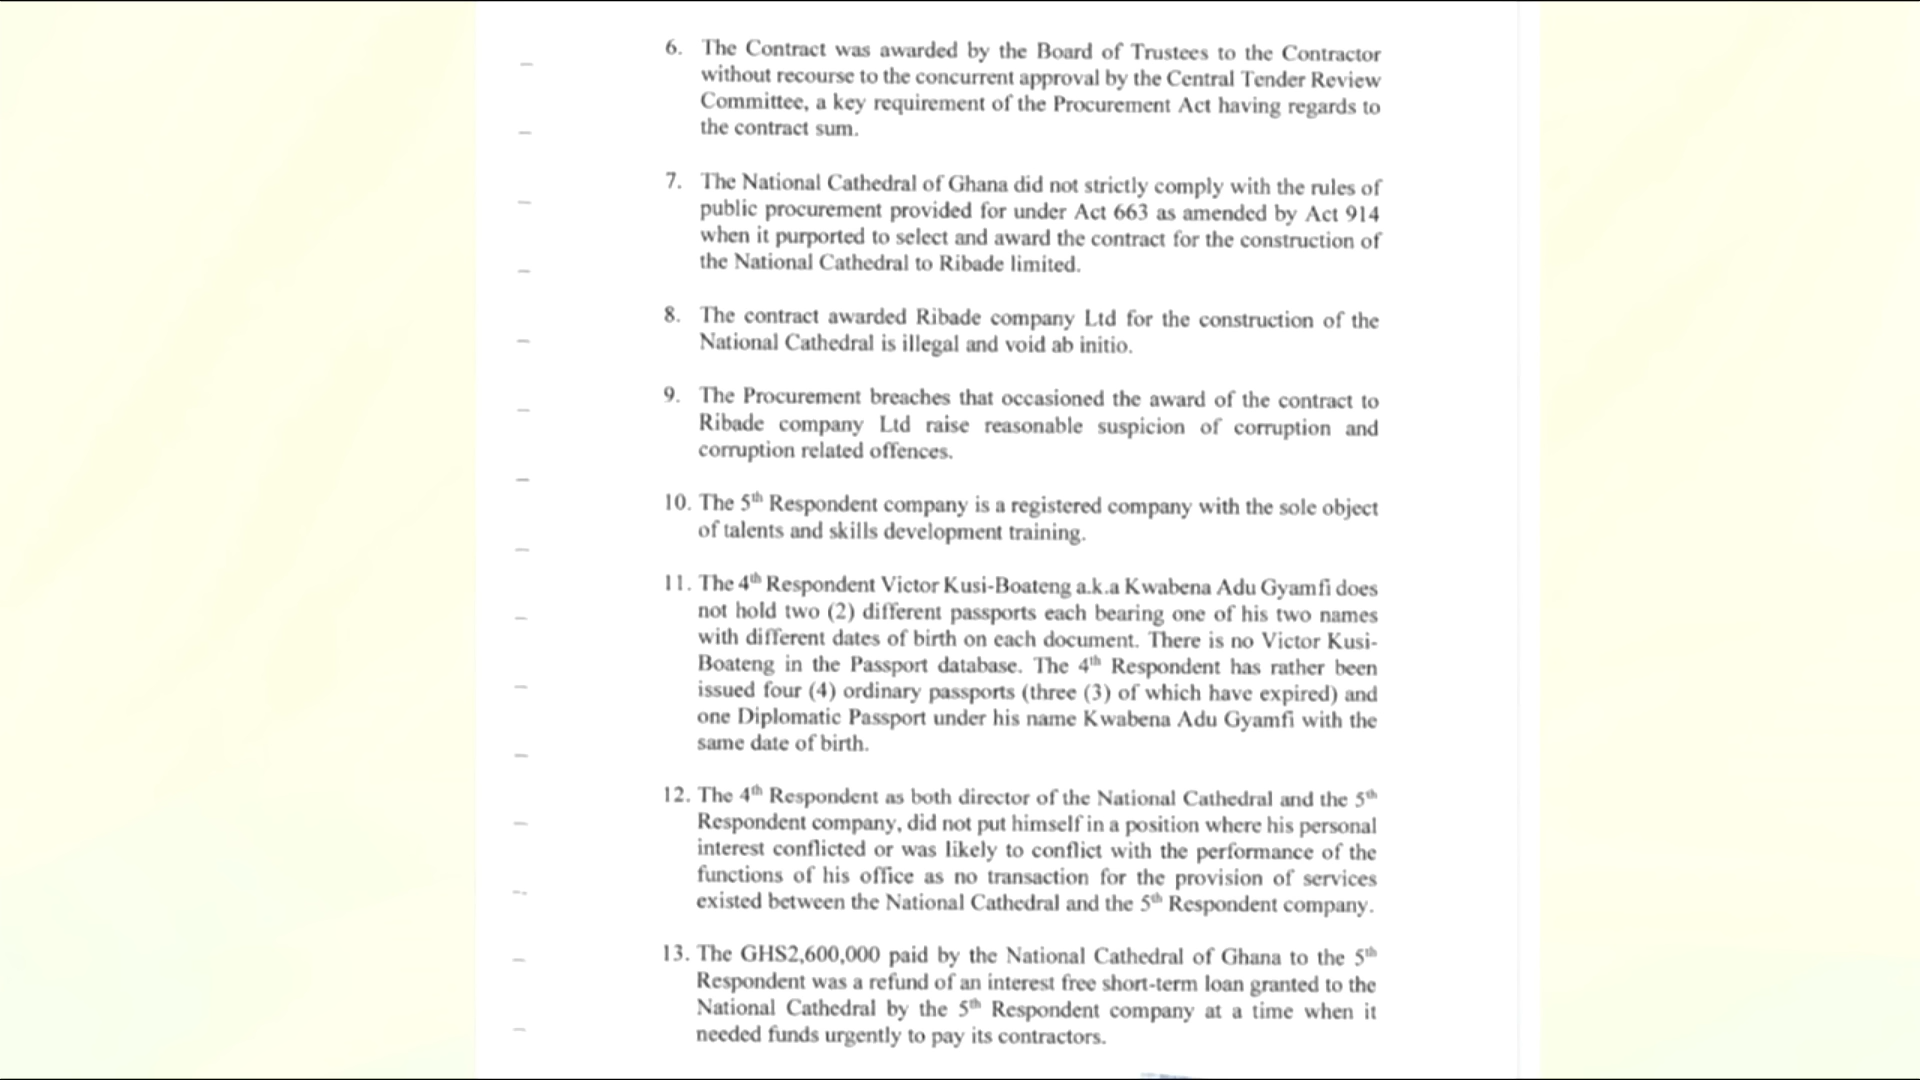 6. The Contract was awarded by the Board of Trustees to the Contractor
without recourse to the concurrent approval by the Central Tender Review
Committee, a key requirement of the Procurement Act having regards to
the contract sum.
7. The National Cathedral of Ghana did not strictly comply with the rules of
public procurement provided for under Act 663 as amended by Act 914
when it purported to select and award the contract for the construction of
the National Cathedral to Ribade limited.
8. The contract awarded Ribade company Ltd for the construction of the
National Cathedral is illegal and void ab initio.
9. The Procurement breaches that occasioned the award of the contract to
Ribade company Ltd raise reasonable suspicion of corruption and
corruption related offences.
10. The 5th Respondent company is a registered company with the sole object
of talents and skills development training.
11. The 4th Respondent Victor Kusi-Boateng a.k.a Kwabena Adu Gyamfi does
not hold two (2) different passports each bearing one of his two names
with different dates of birth on each document. There is no Victor Kusi-
Boateng in the Passport database. The 4th Respondent has rather been
issued four (4) ordinary passports (three (3) of which have expired) and
one Diplomatic Passport under his name Kwabena Adu Gyamfi with the
same date of birth.
12. The 4th Respondent as both director of the National Cathedral and the 5th
Respondent company, did not put himself in a position where his personal
interest conflicted or was likely to conflict with the performance of the
functions of his office as no transaction for the provision of services
existed between the National Cathedral and the 5th Respondent company.
13. The GHS2,600,000 paid by the National Cathedral of Ghana to the 5th
Respondent was a refund of an interest free short-term loan granted to the
National Cathedral by the 5th Respondent company at a time when it
needed funds urgently to pay its contractors.